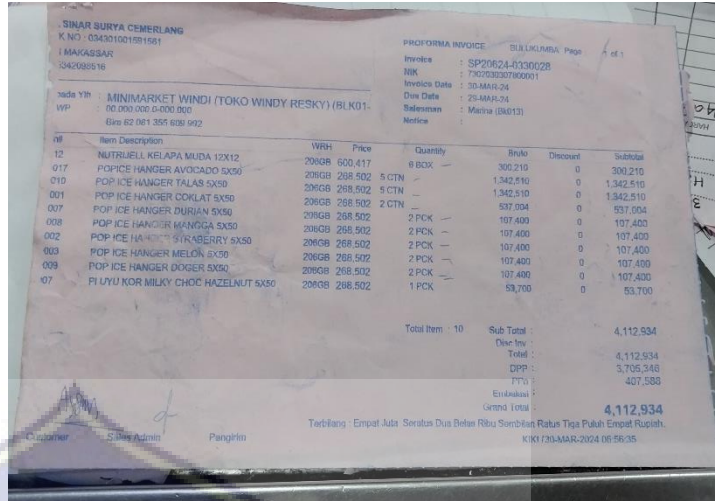 SINAR SURYA CEMERLANG
K NO : 034301001591561
MAKASSAR
PROFORMA INVOICE BULUKUMBA Page 1 of 1
Invoice : SP20624-0330028
NIK : 7302030307800001
Invoice Date : 30-MAR-24
Due Date : 29-MAR-24
Salesman : Marina (Bk013)
Notice :
pada Yth : MINIMARKET WINDI (TOKO WINDY RESKY) (BLK01-
WP : 00.000.000.0-000.000
Item Description WRH Price Quantity Bruto Discount Subtotal
12 NUTRIJELL KELAPA MUDA 12X12 206GB 600,417 6 BOX 300,210 0 300,210
017 POPICE HANGER AVOCADO 5X50 206GB 268,502 5 CTN 1,342,510 0 1,342,510
010 POP ICE HANGER TALAS 5X50 206GB 268,502 5 CTN 1,342,510 0 1,342,510
001 POP ICE HANGER COKLAT 5X50 206GB 268,502 2 CTN 537,004 0 537,004
007 POP ICE HANGER DURIAN 5X50 206GB 268,502 2 PCK 107,400 0 107,400
008 POP ICE HANGER MANGGA 5X50 206GB 268,502 2 PCK 107,400 0 107,400
002 POP ICE HANGER STRABERRY 5X50 206GB 268,502 2 PCK 107,400 0 107,400
003 POP ICE HANGER MELON 5X50 206GB 268,502 2 PCK 107,400 0 107,400
009 POP ICE HANGER DOGER 5X50 206GB 268,502 2 PCK 107,400 0 107,400
07 UYU KOR MILKY CHOC HAZELNUT 5X50 206GB 268,502 1 PCK 53,700 0 53,700
Total Item : 10 Sub Total : 4,112,934
Disc Inv :
Total : 4,112,934
DPP : 3,705,346
PPn : 407,588
Embalasi :
Grand Total : 4,112,934
Terbilang : Empat Juta Seratus Dua Belas Ribu Sembilan Ratus Tiga Puluh Empat Rupiah.
Customer Sales Admin Pengirim
KIKI /30-MAR-2024 06:56:35